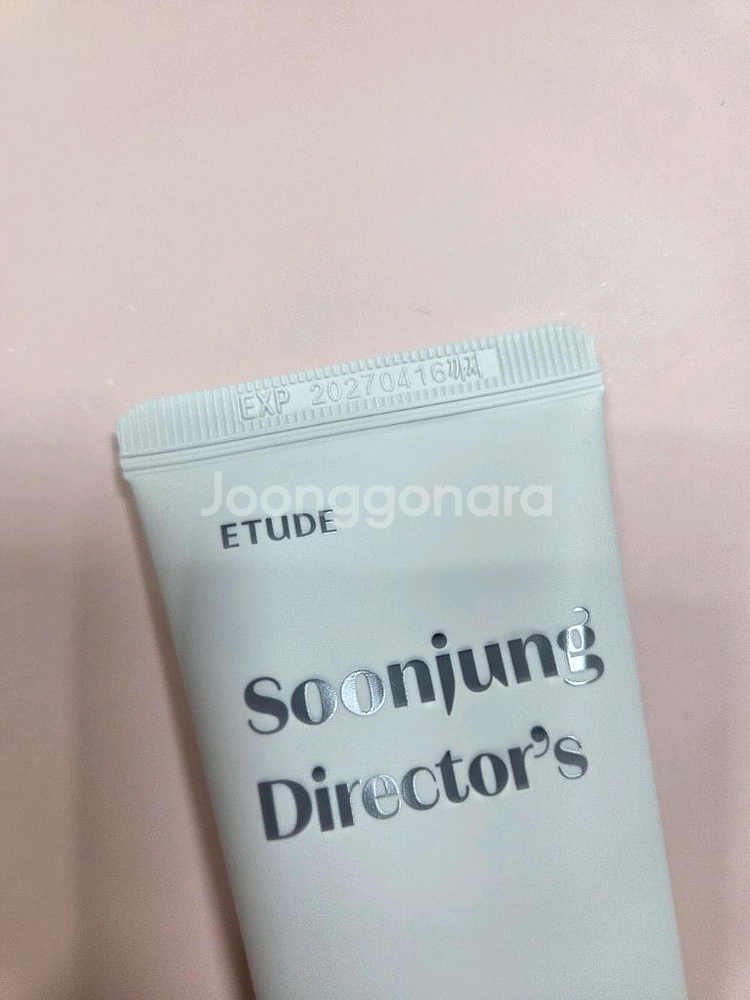 EXP 20270416까지
Joonggonara
ETUDE
Soonjung
Director's